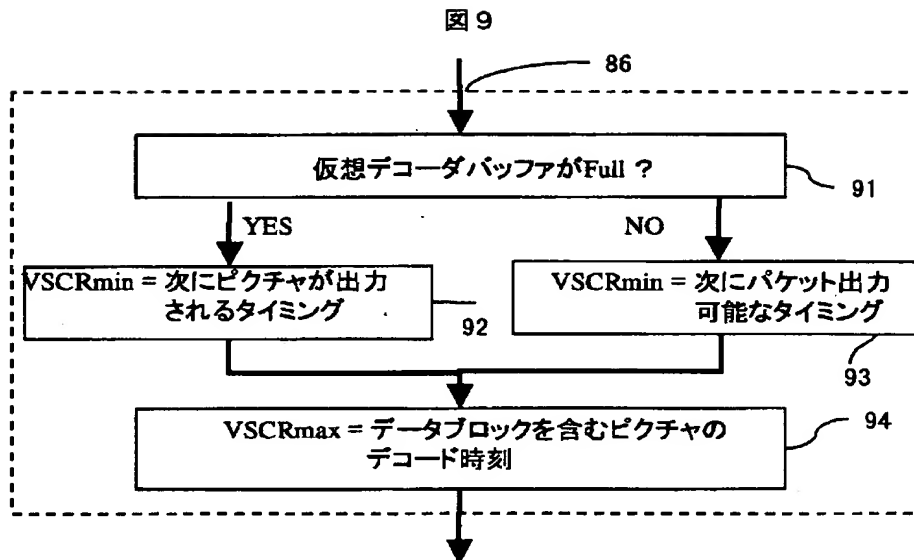 図9
86
仮想デコーダバッファがFull ?
91
YES
NO
VSCRmin = 次にピクチャが出力
されるタイミング
92
VSCRmin = 次にパケット出力
可能なタイミング
93
VSCRmax = データブロックを含むピクチャの
デコード時刻
94